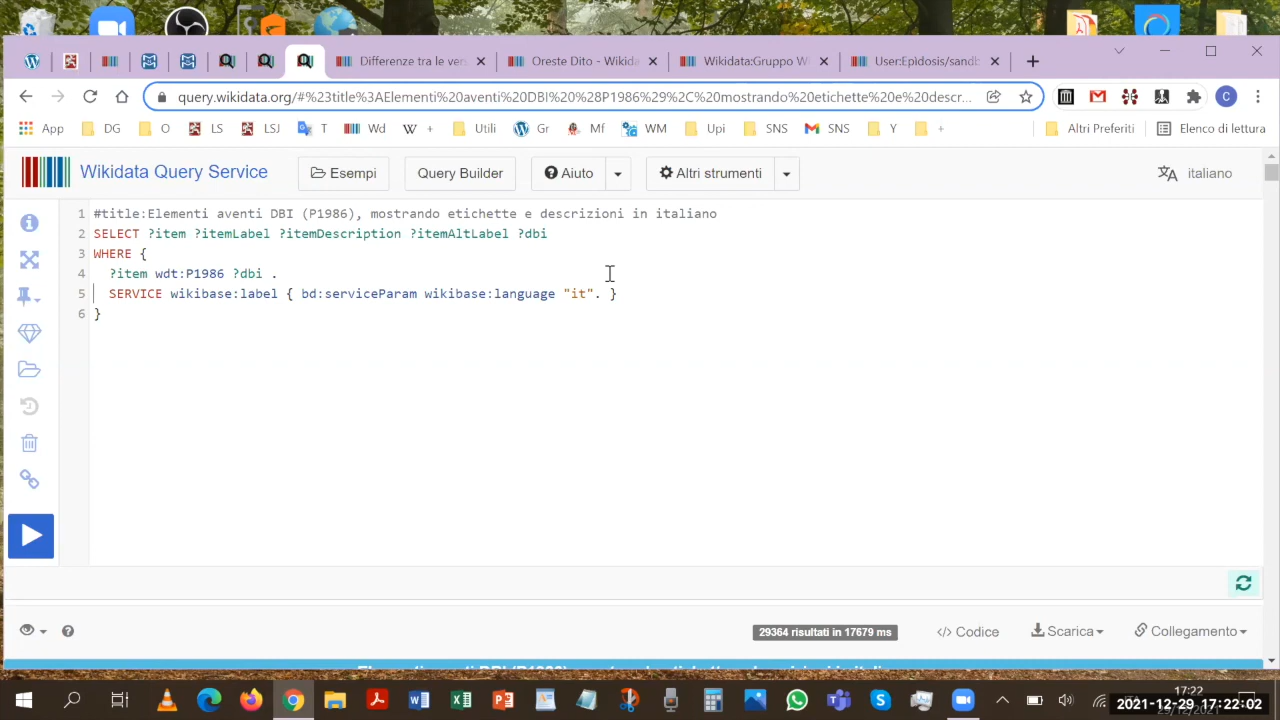 Differenze tra le ver
Oreste Dito - Wikida
Wikidata:Gruppo W
User:Epidosis/sandb
query.wikidata.org/#%23title%3AElementi%20aventi%20DBI%20%28P1986%29%2C%20mostrando%20etichette%20e%20descr...
App DG O LS LSJ T Wd + Utili Gr Mf WM Upi SNS SNS Y + Altri Preferiti Elenco di lettura
Wikidata Query Service
Esempi
Query Builder
Aiuto
Altri strumenti
italiano
1 #title:Elementi aventi DBI (P1986), mostrando etichette e descrizioni in italiano
2 SELECT ?item ?itemLabel ?itemDescription ?itemAltLabel ?dbi
3 WHERE {
4 ?item wdt:P1986 ?dbi .
5 SERVICE wikibase:label { bd:serviceParam wikibase:language "it". }
6 }
29364 risultati in 17679 ms
</> Codice
Scarica
Collegamento
17:22
2021-12-29 17:22:02